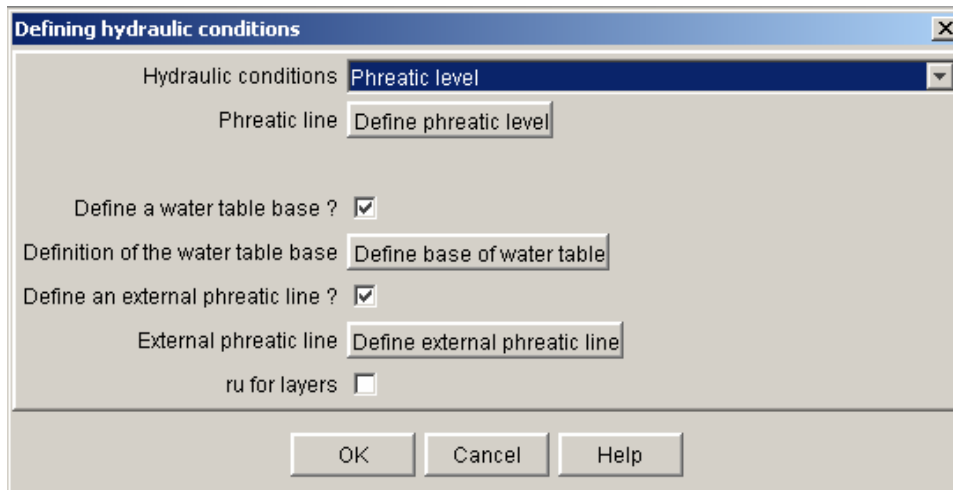 Defining hydraulic conditions
Hydraulic conditions Phreatic level
Phreatic line Define phreatic level
Define a water table base ?
Definition of the water table base Define base of water table
Define an external phreatic line ?
External phreatic line Define external phreatic line
ru for layers
OK Cancel Help